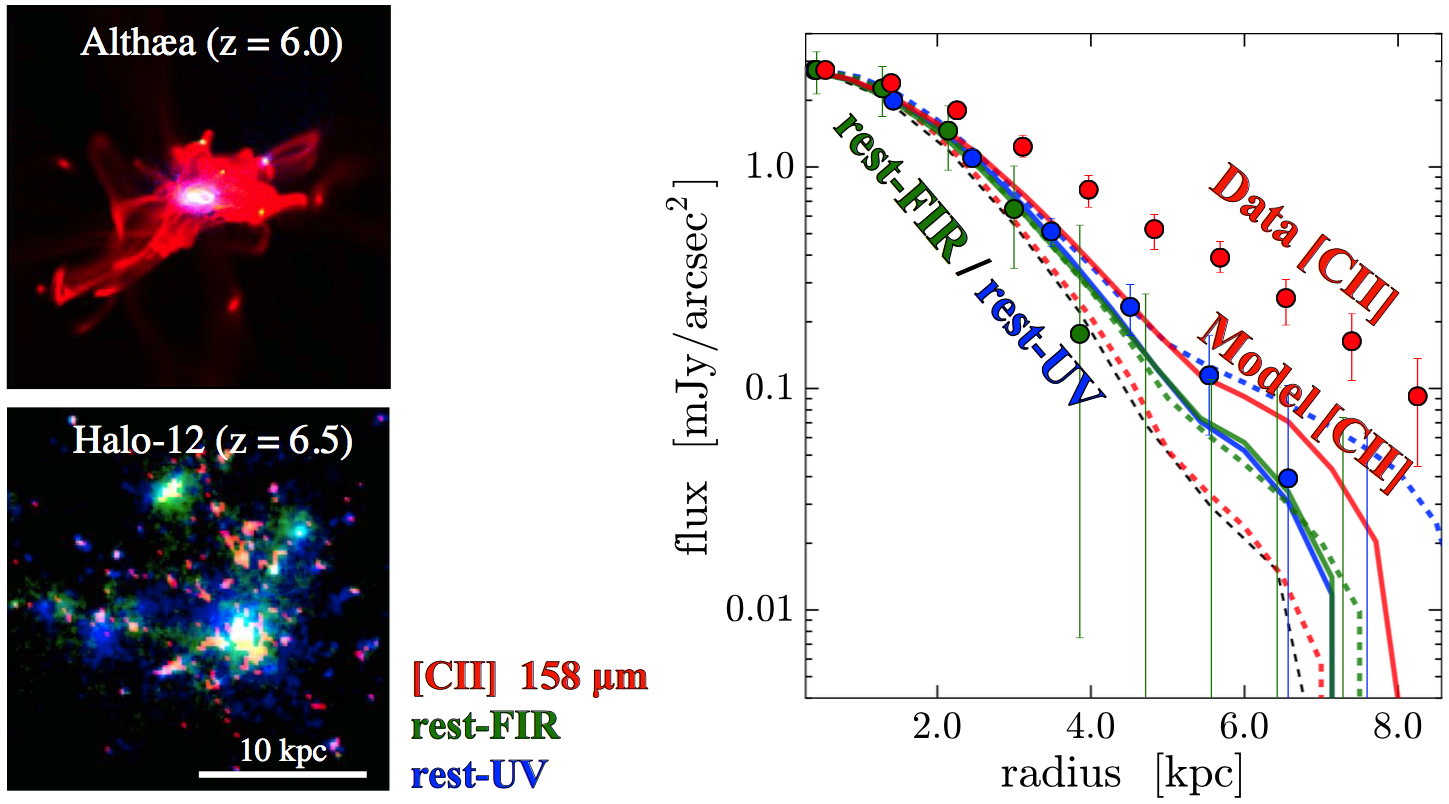 Althæa (z = 6.0)
Halo-12 (z = 6.5)
10 kpc
[CII] 158 µm
rest-FIR
rest-UV
flux [mJy/arcsec²]
1.0
0.1
0.01
rest-FIR / rest-UV
Data [CII]
Model [CII]
2.0 4.0 6.0 8.0
radius [kpc]